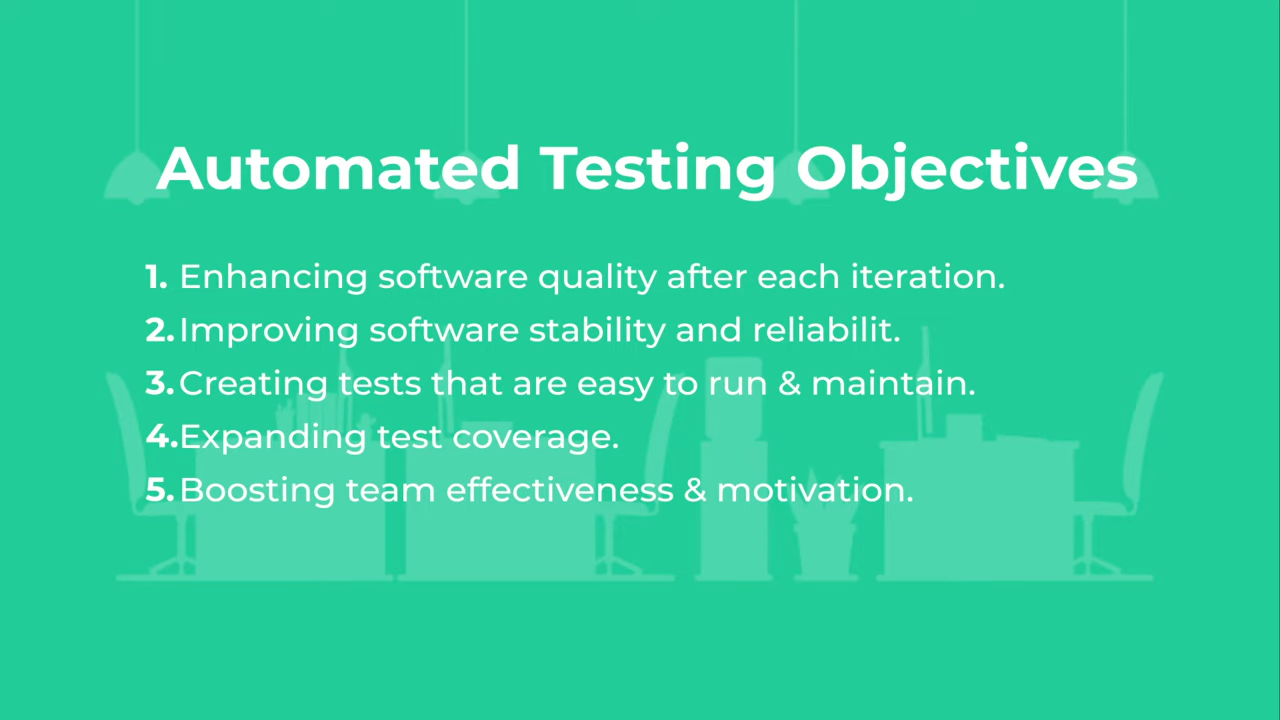 Automated Testing Objectives
1. Enhancing software quality after each iteration.
2. Improving software stability and reliabilit.
3. Creating tests that are easy to run & maintain.
4. Expanding test coverage.
5. Boosting team effectiveness & motivation.